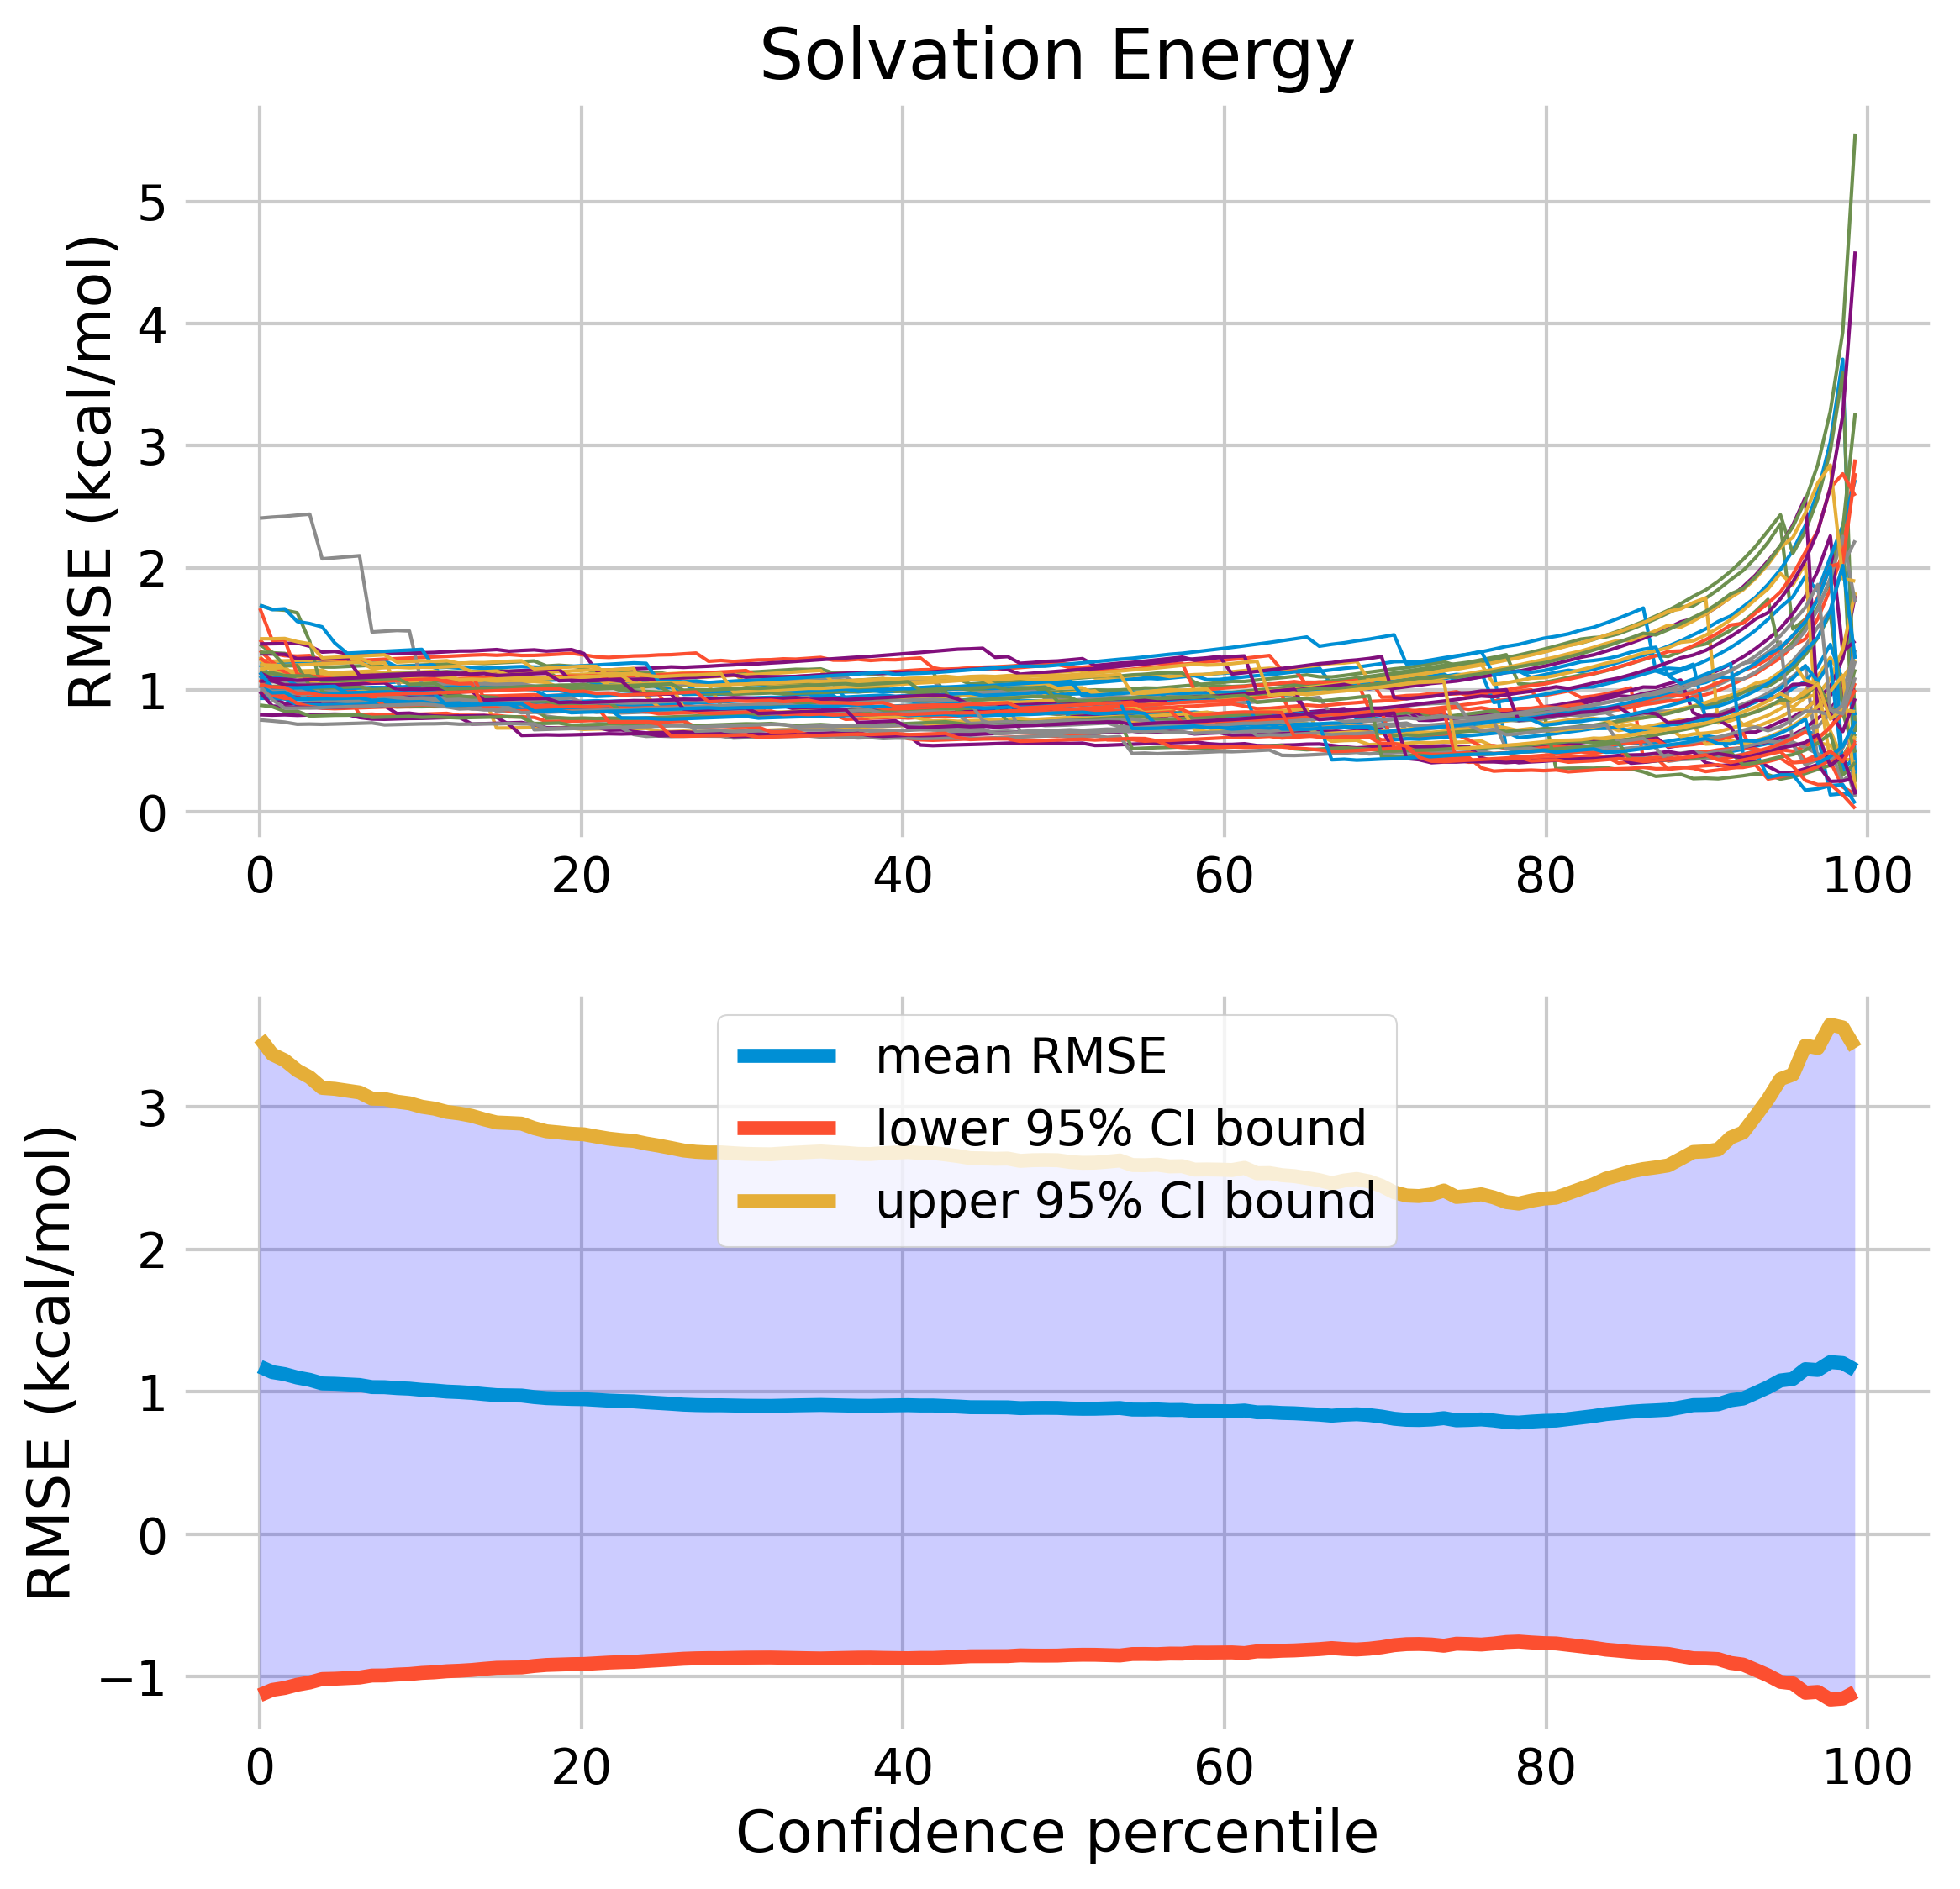 Solvation Energy
RMSE (kcal/mol)
5
4
3
2
1
0
0 20 40 60 80 100
RMSE (kcal/mol)
3
2
1
0
−1
mean RMSE
lower 95% CI bound
upper 95% CI bound
0 20 40 60 80 100
Confidence percentile